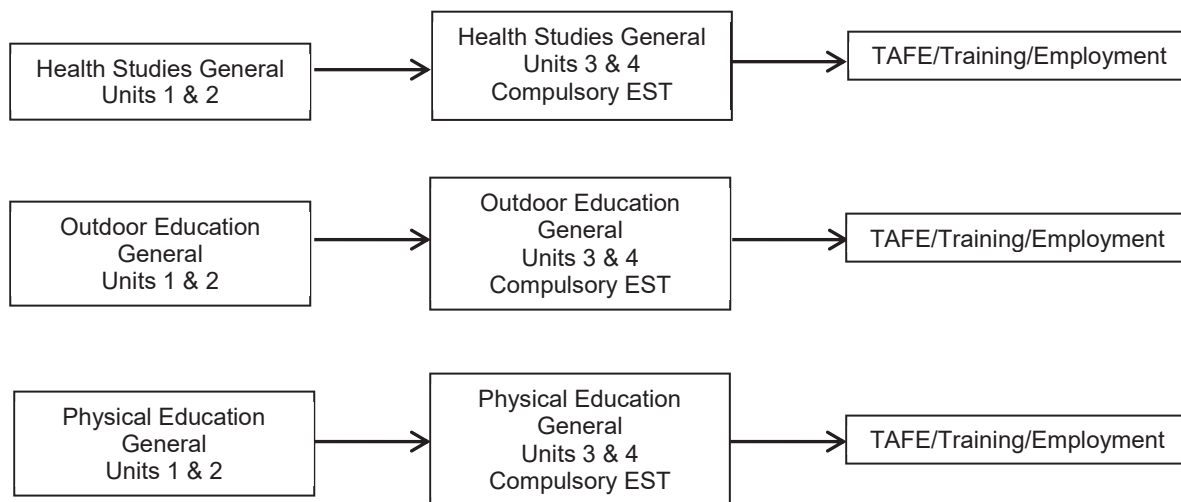 Health Studies General
Units 1 & 2
Health Studies General
Units 3 & 4
Compulsory EST
TAFE/Training/Employment
Outdoor Education
General
Units 1 & 2
Outdoor Education
General
Units 3 & 4
Compulsory EST
TAFE/Training/Employment
Physical Education
General
Units 1 & 2
Physical Education
General
Units 3 & 4
Compulsory EST
TAFE/Training/Employment